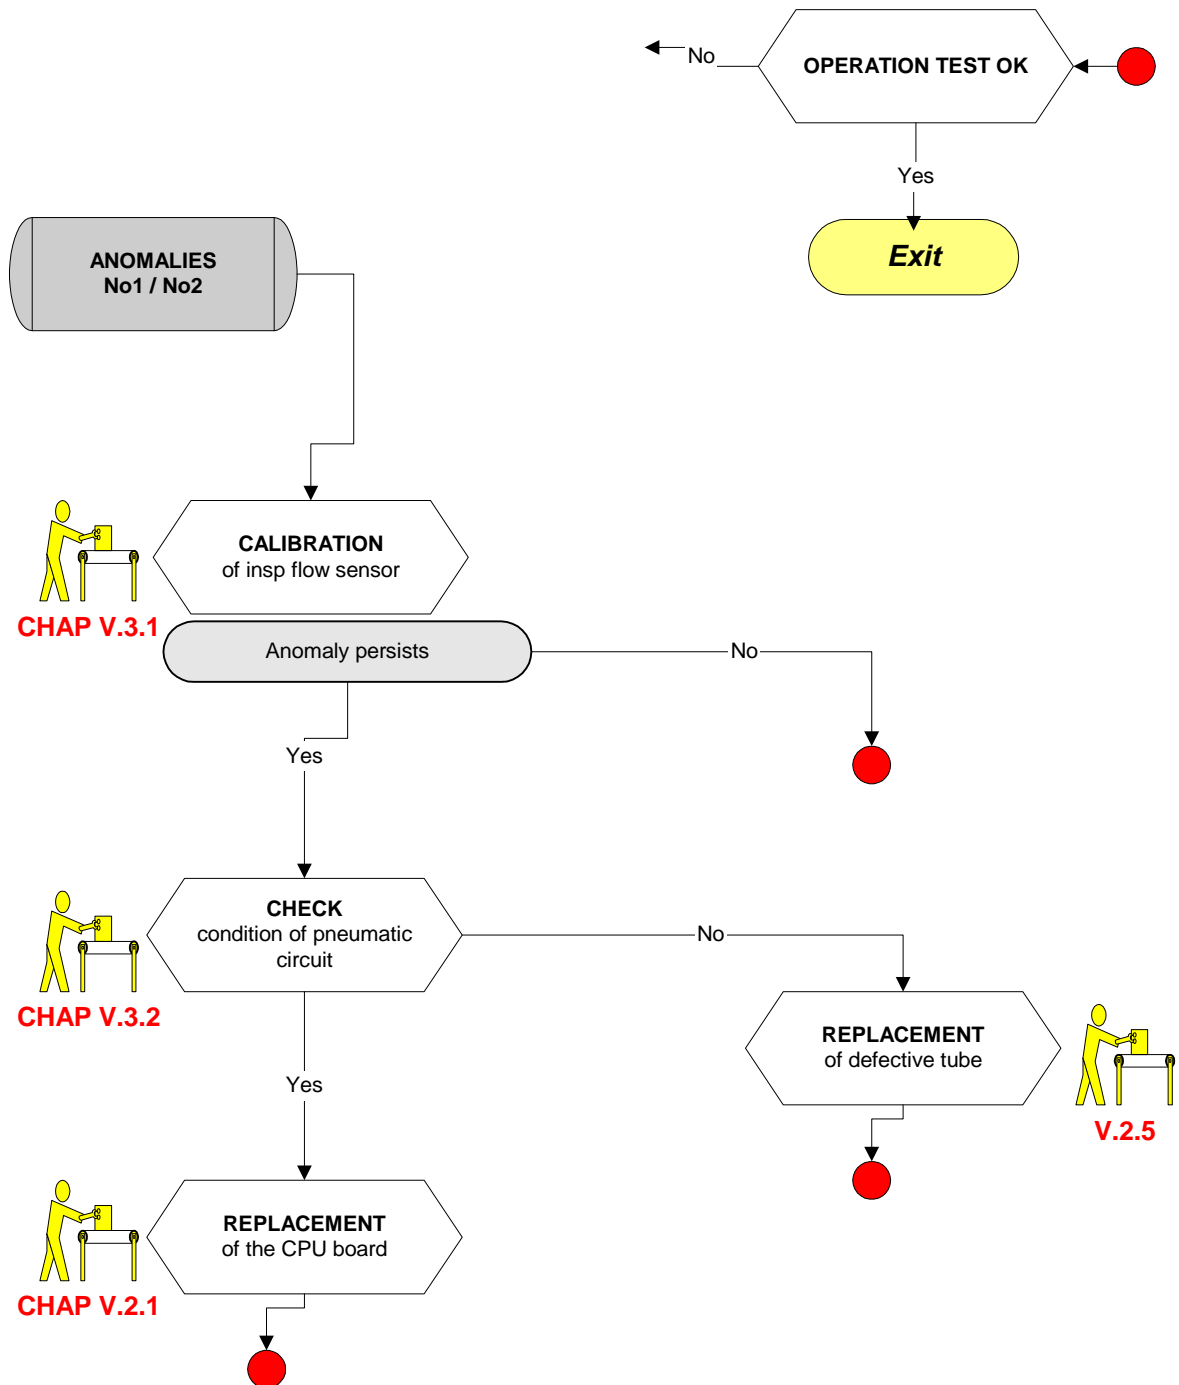 No
OPERATION TEST OK
Yes
Exit
ANOMALIES
No1 / No2
CALIBRATION
of insp flow sensor
CHAP V.3.1
Anomaly persists
No
Yes
CHECK
condition of pneumatic
circuit
No
CHAP V.3.2
REPLACEMENT
of defective tube
Yes
V.2.5
REPLACEMENT
of the CPU board
CHAP V.2.1